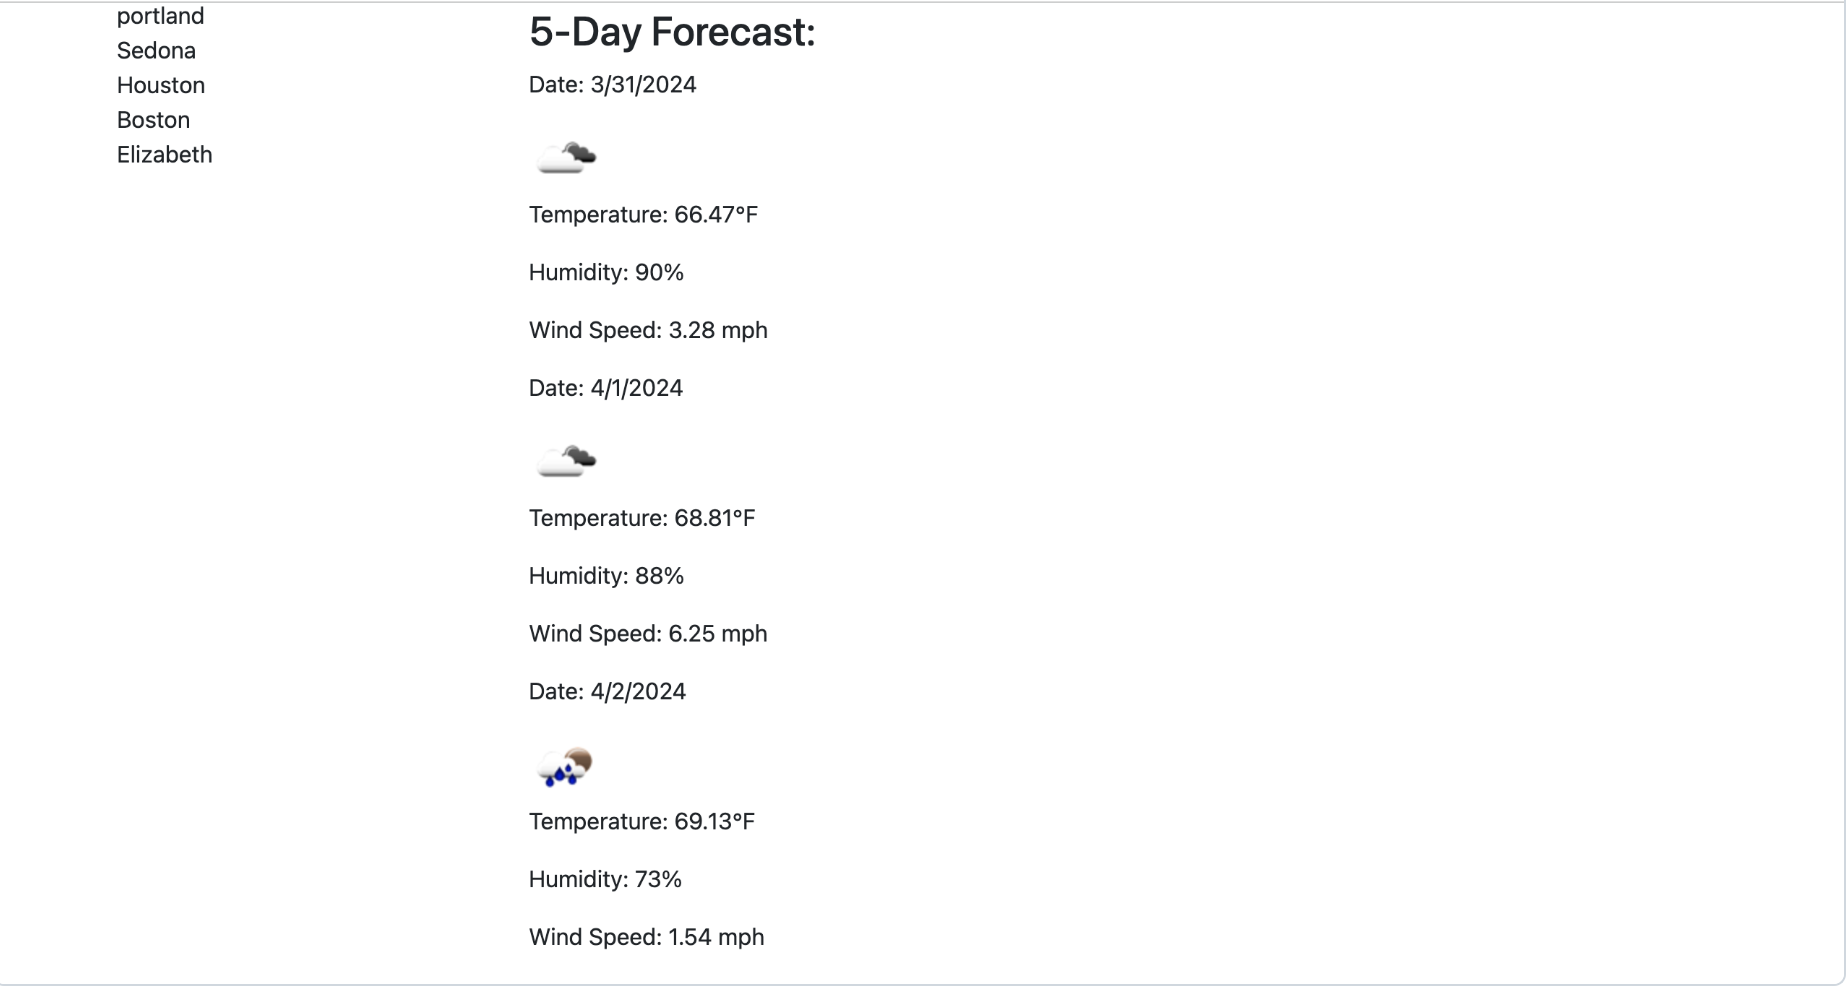 portland
Sedona
Houston
Boston
Elizabeth
5-Day Forecast:
Date: 3/31/2024
Temperature: 66.47°F
Humidity: 90%
Wind Speed: 3.28 mph
Date: 4/1/2024
Temperature: 68.81°F
Humidity: 88%
Wind Speed: 6.25 mph
Date: 4/2/2024
Temperature: 69.13°F
Humidity: 73%
Wind Speed: 1.54 mph